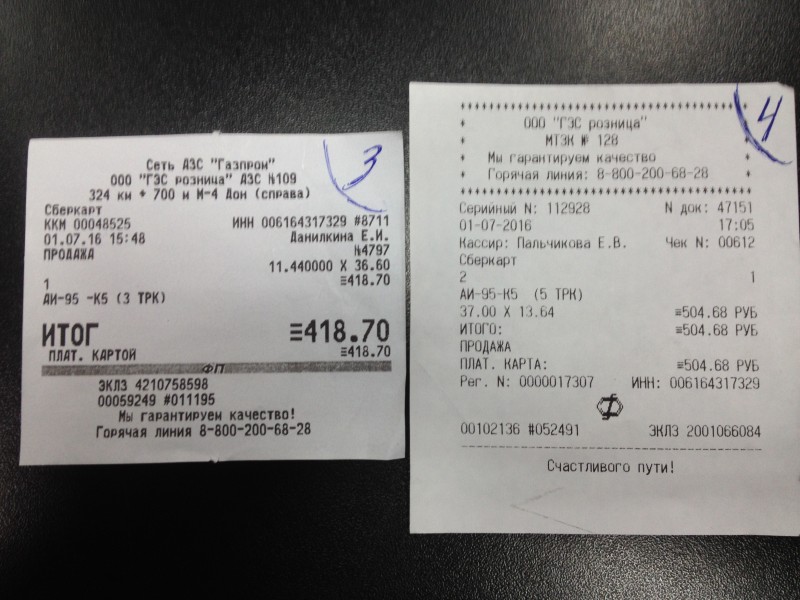 3
Сеть АЗС "Газпром"
ООО "ГЭС розница" АЗС №109
324 км + 700 м М-4 Дон (справа)
Сберкарт
ККМ 00048525 ИНН 006164317329 #8711
01.07.16 15:48 Данилкина Е.И.
ПРОДАЖА №4797
11.440000 X 36.60
1 ≡418.70
АИ-95 -К5 (3 ТРК)
ИТОГ ≡418.70
ПЛАТ. КАРТОЙ ≡418.70
ФП
ЭКЛЗ 4210758598
00059249 #011195
Мы гарантируем качество!
Горячая линия 8-800-200-68-28
4
ООО "ГЭС розница"
МТЗК № 128
Мы гарантируем качество
Горячая линия: 8-800-200-68-28
Серийный N: 112928 N док: 47151
01-07-2016 17:05
Кассир: Пальчикова Е.В. Чек N: 00612
Сберкарт
2 1
АИ-95-К5 (5 ТРК)
37.00 X 13.64 ≡504.68 РУБ
ИТОГО: ≡504.68 РУБ
ПРОДАЖА
ПЛАТ. КАРТА: ≡504.68 РУБ
Рег. N: 0000017307 ИНН: 006164317329
00102136 #052491 ЭКЛЗ 2001066084
Счастливого пути!